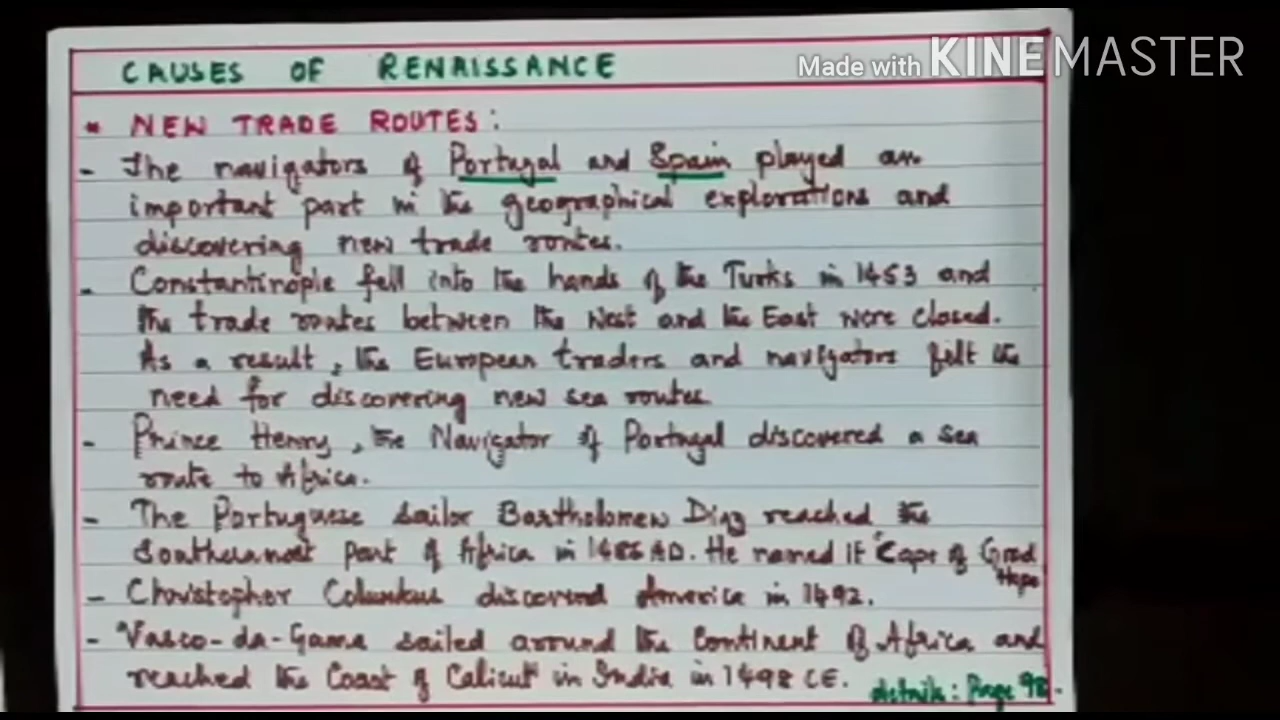 CAUSES OF RENAISSANCE
Made with KINEMASTER
* NEW TRADE ROUTES:
- The navigators of Portugal and Spain played an
important part in the geographical explorations and
discovering new trade routes.
- Constantinople fell into the hands of the Turks in 1453 and
the trade routes between the West and the East were closed.
As a result, the European traders and navigators felt the
need for discovering new sea routes.
- Prince Henry, the Navigator of Portugal discovered a sea
route to Africa.
- The Portuguese sailor Bartholomew Diaz reached the
Southernmost part of Africa in AD. He named it "Cape of Good
Hope
- Christopher Columbus discovered America in 1492.
- Vasco-da-Gama sailed around the Continent of Africa and
reached the Coast of Calicut in India in 1498 CE.
details: Page 98.